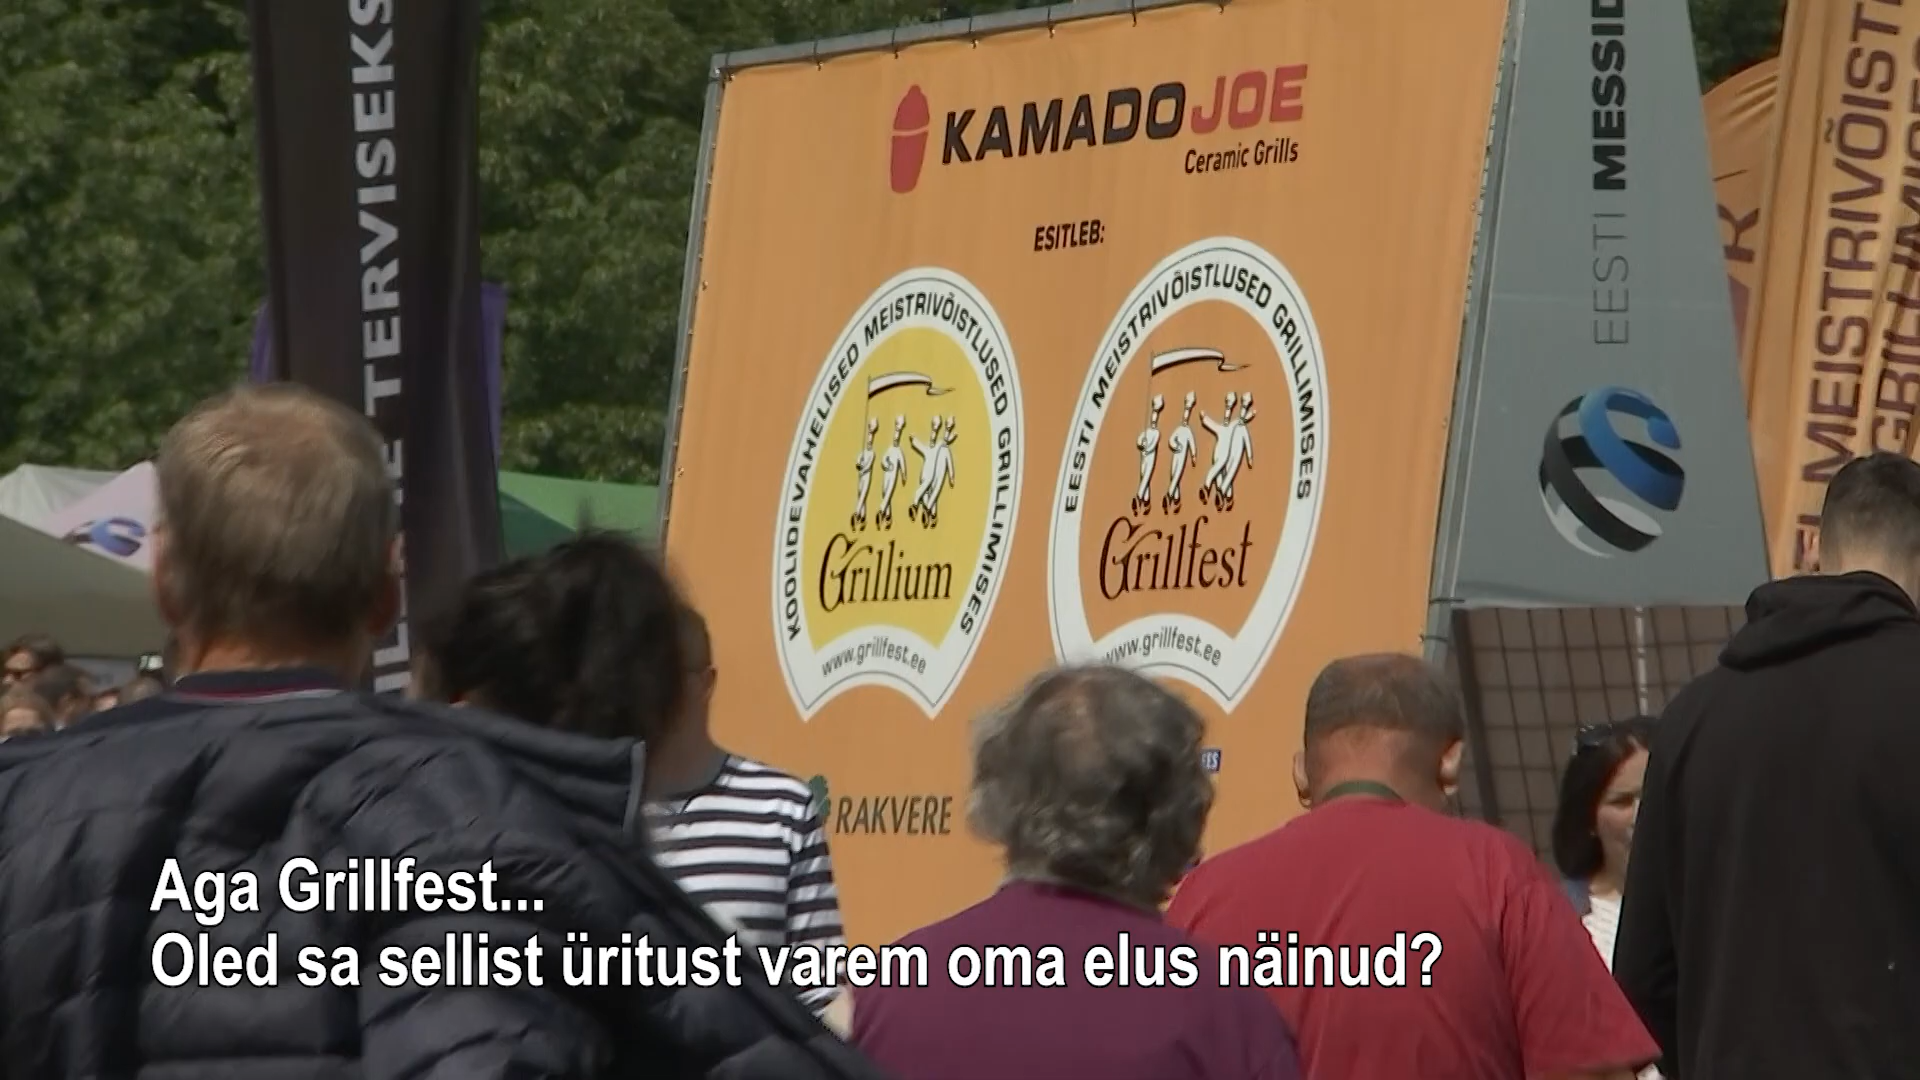 TERVISEKS
KAMADO JOE
Ceramic Grills
ESITLEB:
KOOLIDEVAHELISED MEISTRIVÕISTLUSED GRILLIMISES
Grillium
www.grillfest.ee
EESTI MEISTRIVÕISTLUSED GRILLIMISES
Grillfest
www.grillfest.ee
RAKVERE
EESTI MESSID
MEISTRIVÕISTL
GRILLIMISES
Aga Grillfest...
Oled sa sellist üritust varem oma elus näinud?